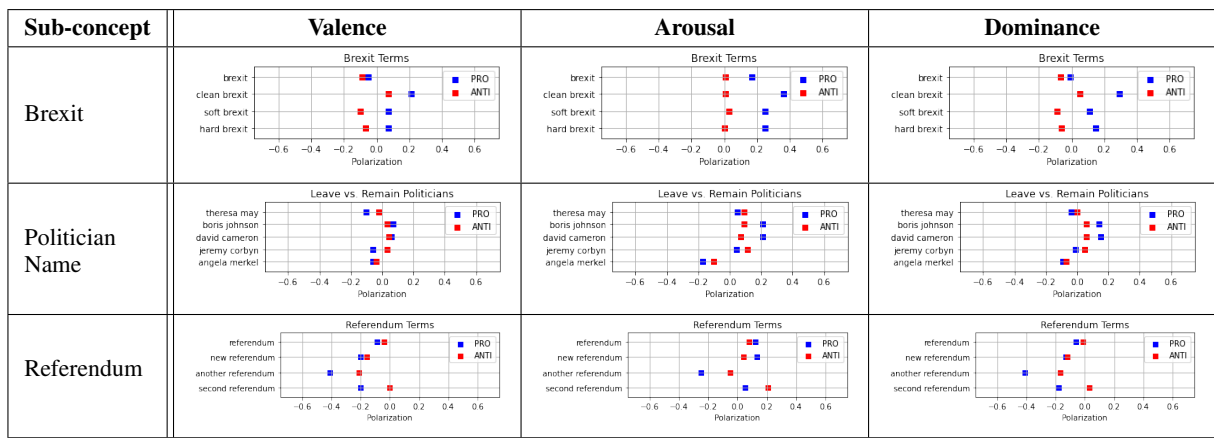 Sub-concept Valence Arousal Dominance
Brexit
Brexit Terms
brexit
clean brexit
soft brexit
hard brexit
PRO
ANTI
−0.6 −0.4 −0.2 0.0 0.2 0.4 0.6
Polarization
Brexit Terms
brexit
clean brexit
soft brexit
hard brexit
PRO
ANTI
−0.6 −0.4 −0.2 0.0 0.2 0.4 0.6
Polarization
Brexit Terms
brexit
clean brexit
soft brexit
hard brexit
PRO
ANTI
−0.6 −0.4 −0.2 0.0 0.2 0.4 0.6
Polarization
Politician
Name
Leave vs. Remain Politicians
theresa may
boris johnson
david cameron
jeremy corbyn
angela merkel
PRO
ANTI
−0.6 −0.4 −0.2 0.0 0.2 0.4 0.6
Polarization
Leave vs. Remain Politicians
theresa may
boris johnson
david cameron
jeremy corbyn
angela merkel
PRO
ANTI
−0.6 −0.4 −0.2 0.0 0.2 0.4 0.6
Polarization
Leave vs. Remain Politicians
theresa may
boris johnson
david cameron
jeremy corbyn
angela merkel
PRO
ANTI
−0.6 −0.4 −0.2 0.0 0.2 0.4 0.6
Polarization
Referendum
Referendum Terms
referendum
new referendum
another referendum
second referendum
PRO
ANTI
−0.6 −0.4 −0.2 0.0 0.2 0.4 0.6
Polarization
Referendum Terms
referendum
new referendum
another referendum
second referendum
PRO
ANTI
−0.6 −0.4 −0.2 0.0 0.2 0.4 0.6
Polarization
Referendum Terms
referendum
new referendum
another referendum
second referendum
PRO
ANTI
−0.6 −0.4 −0.2 0.0 0.2 0.4 0.6
Polarization